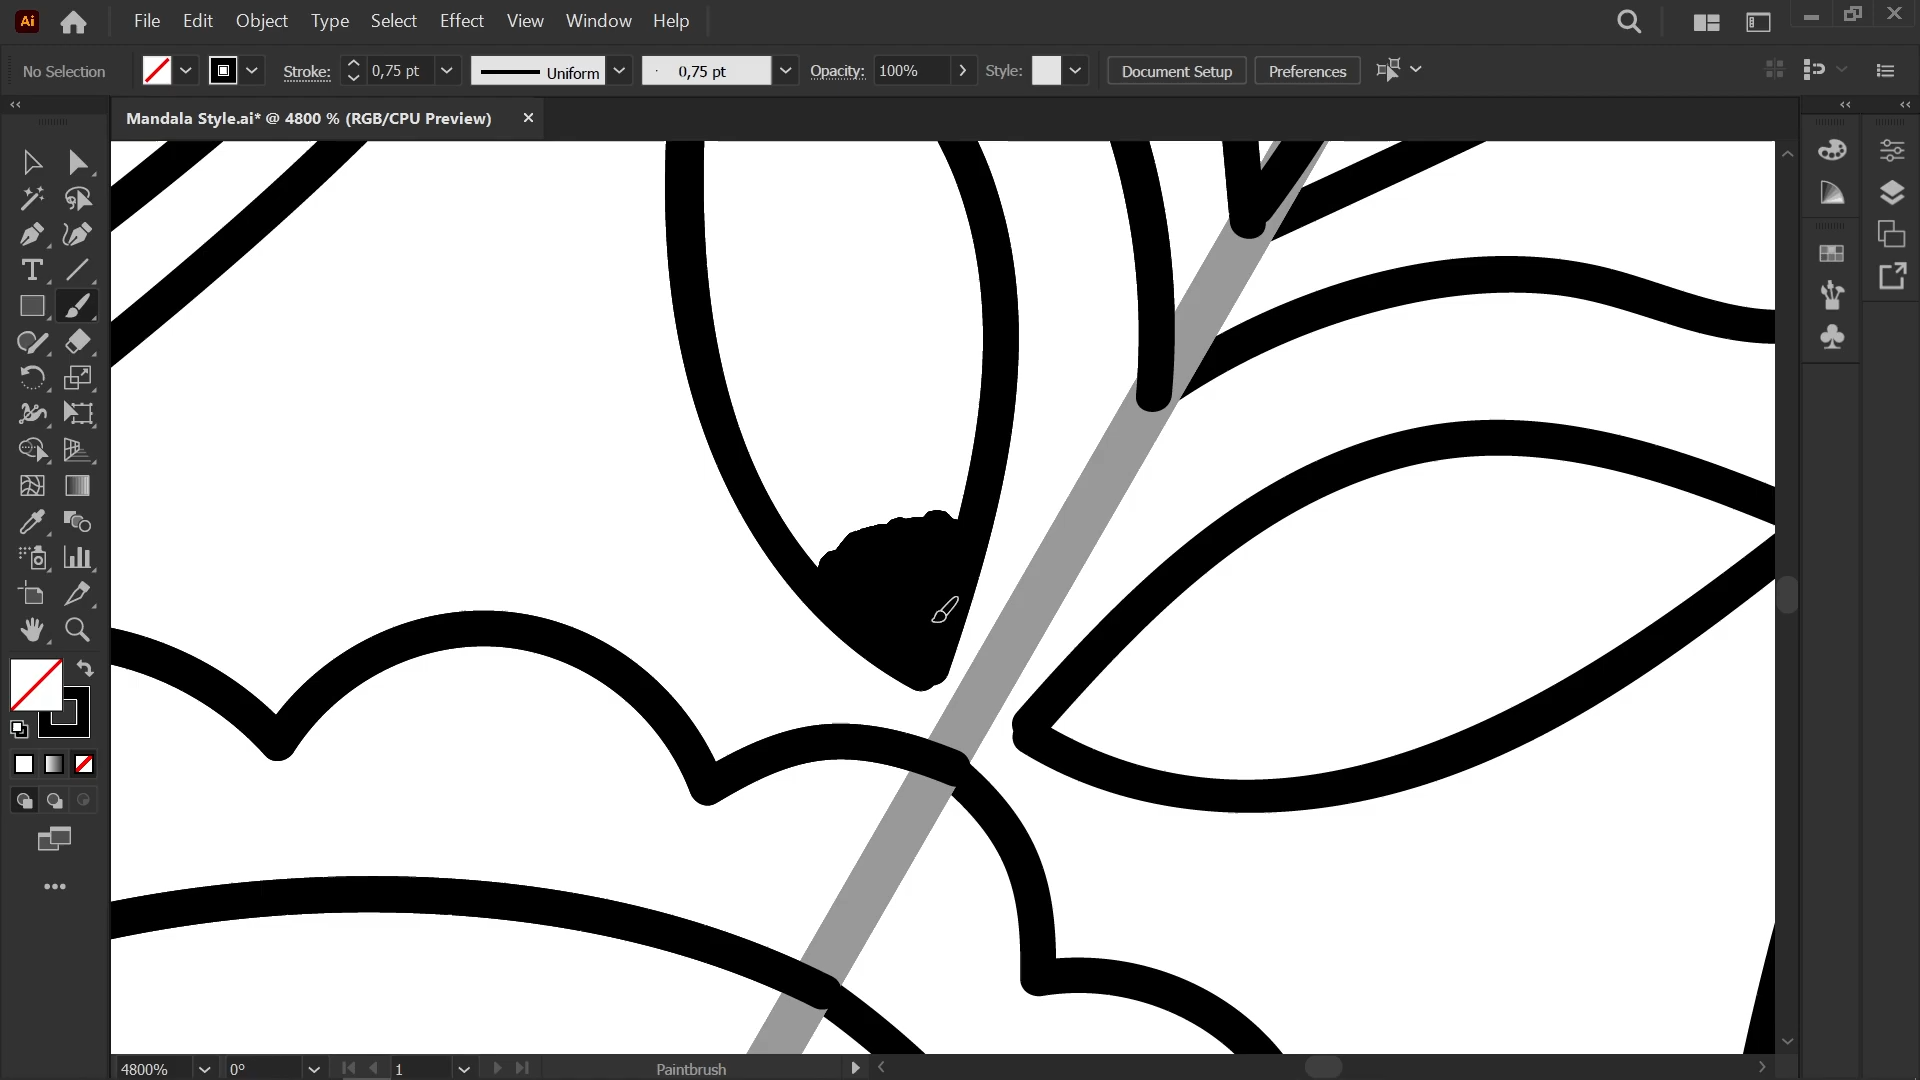 Ai File Edit Object Type Select Effect View Window Help
No Selection Stroke: 0,75 pt Uniform 0,75 pt Opacity: 100% Style: Document Setup Preferences
Mandala Style.ai* @ 4800 % (RGB/CPU Preview)
4800% 0° 1 Paintbrush